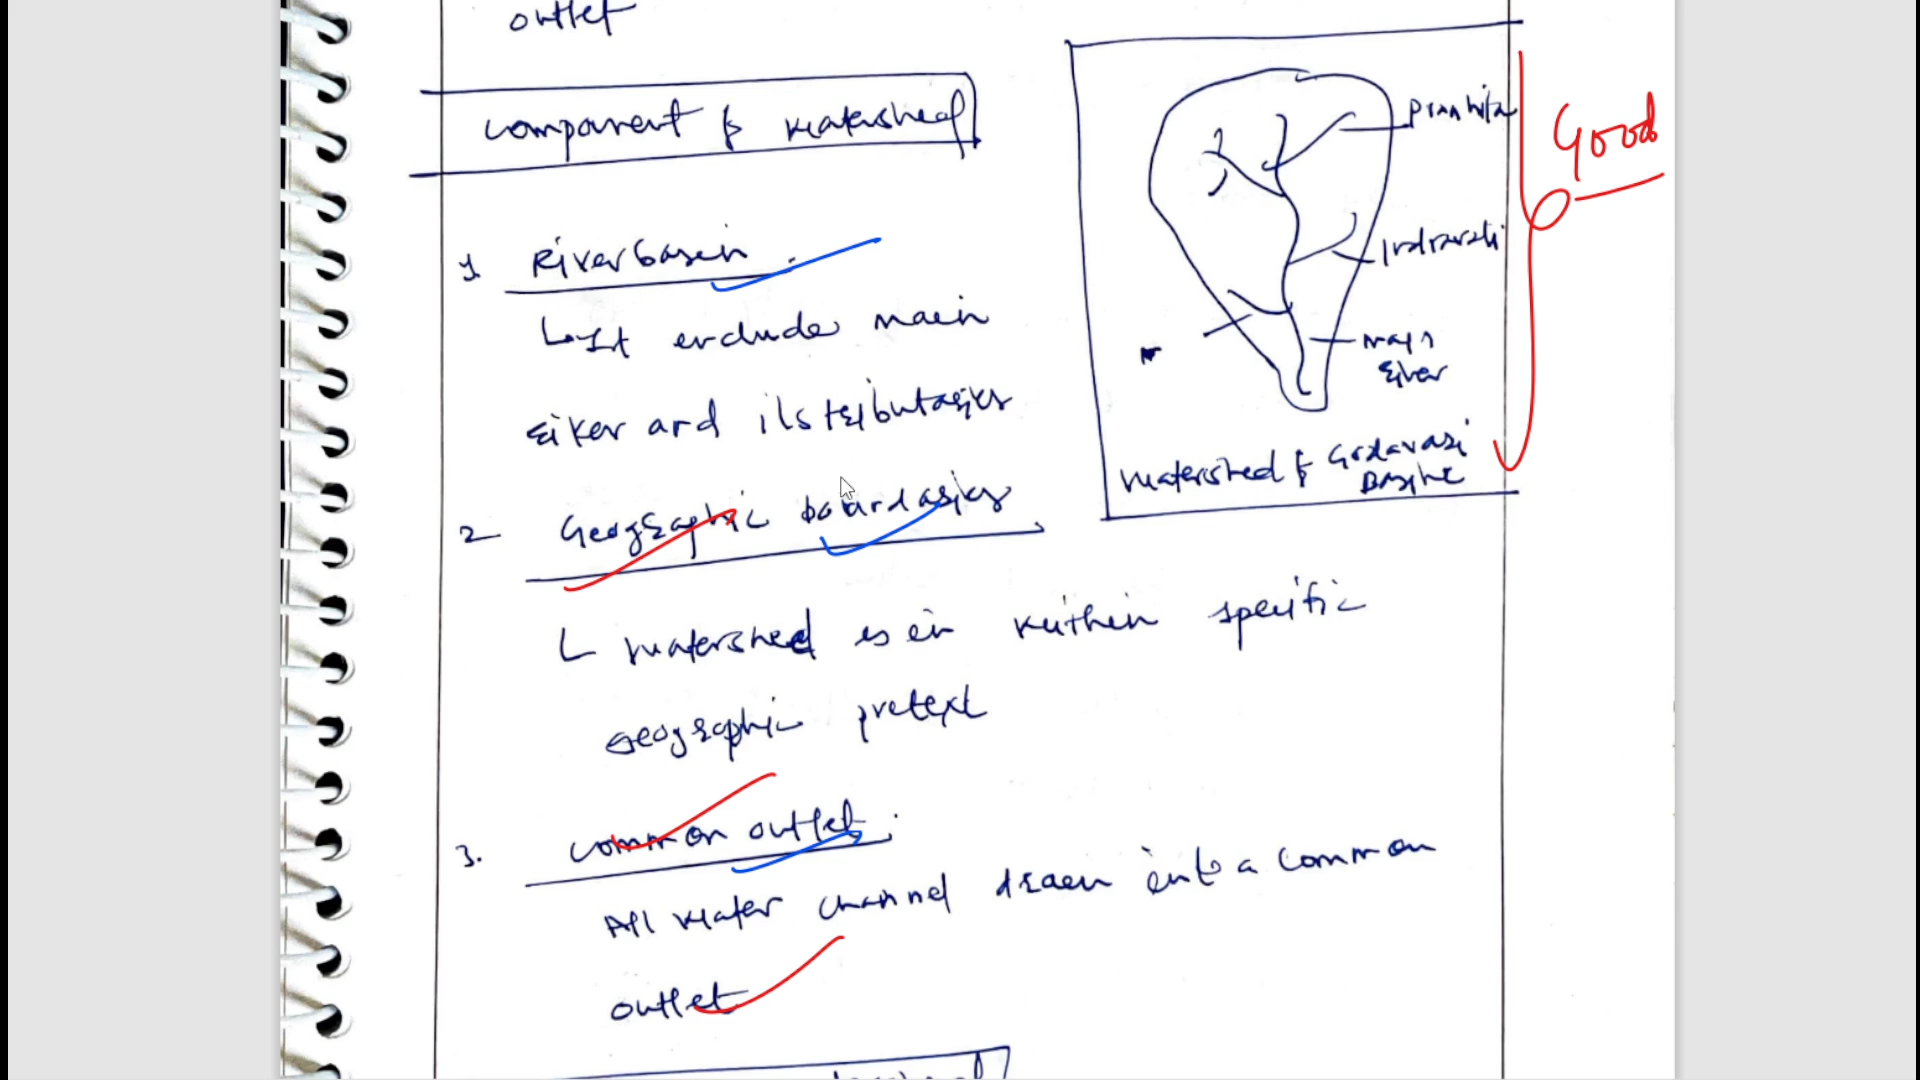 outlet
Component of watershed
1 River basin .
It include main
river and its tributaries
2 Geographic boundaries
watershed is in within specific
geographic pretext
3. Common outlet .
All water channel drain into a common
outlet
Pranhita
Indravati
main
river
watershed of Godavari
Basine
Good